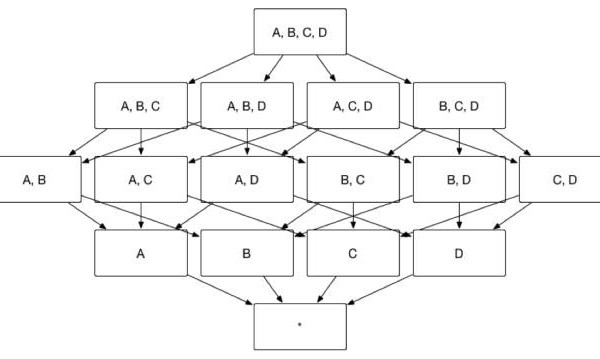 A, B, C, D
A, B, C
A, B, D
A, C, D
B, C, D
A, B
A, C
A, D
B, C
B, D
C, D
A
B
C
D
*